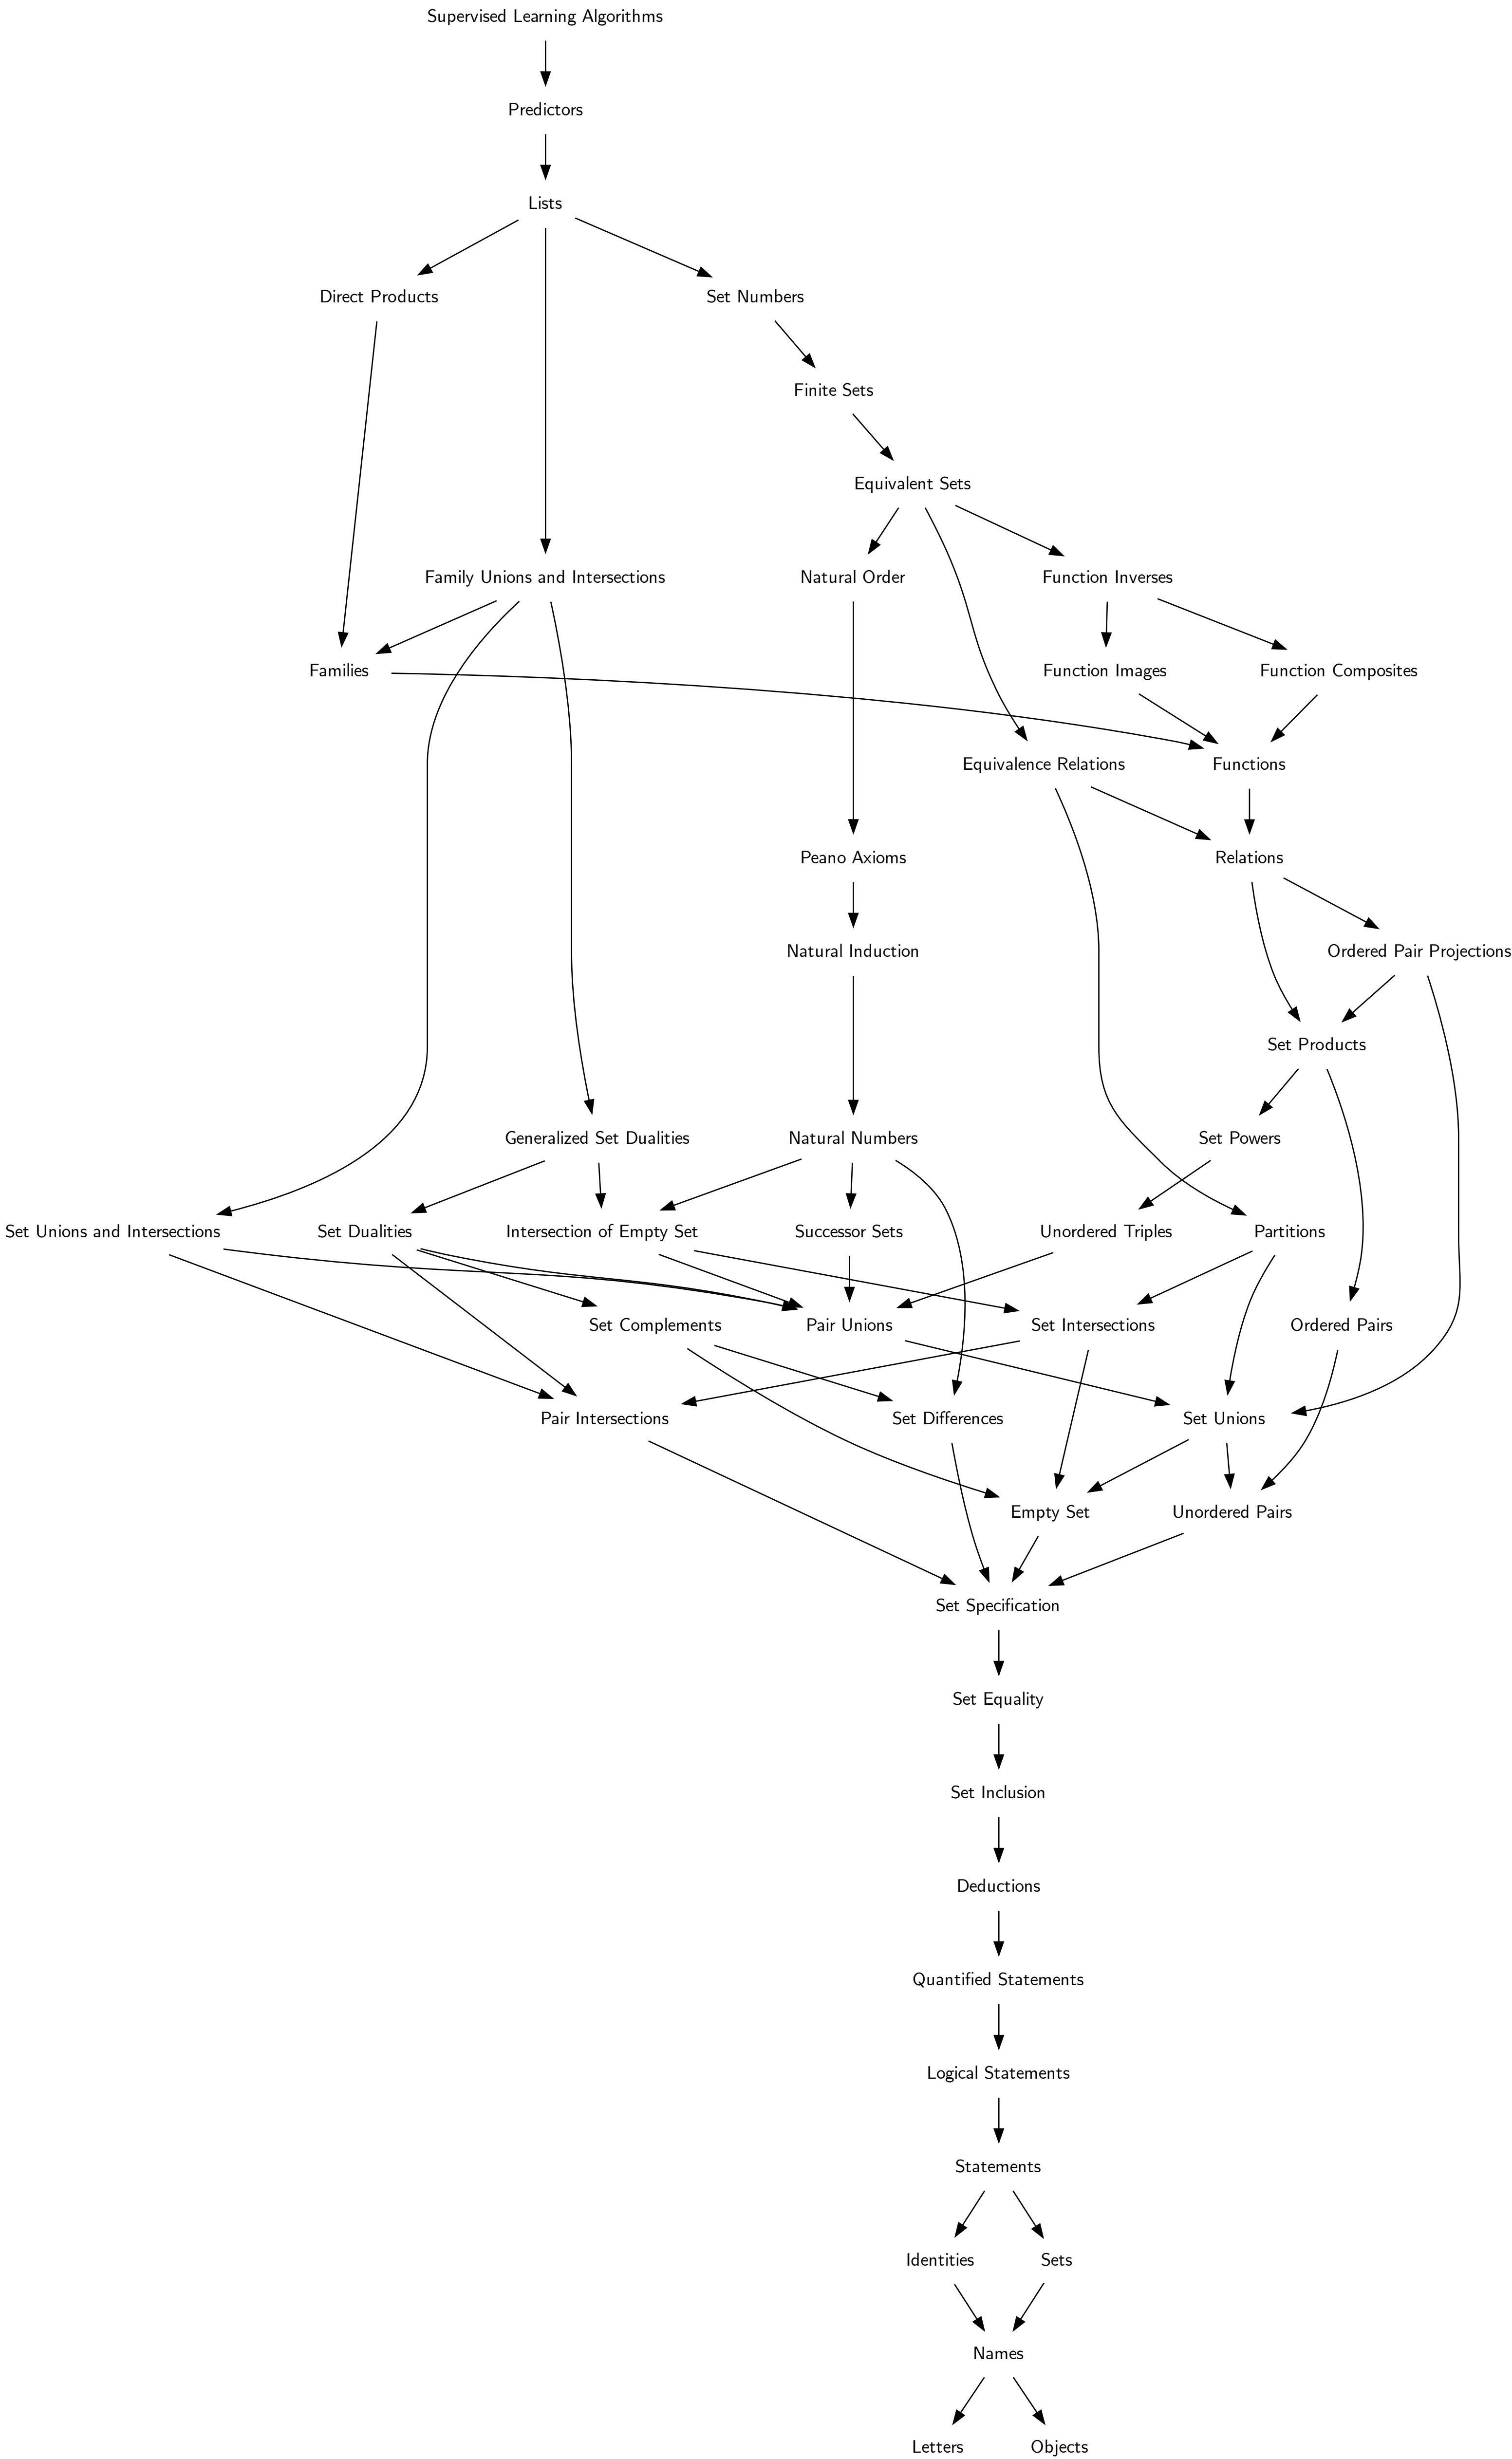 Supervised Learning Algorithms
Predictors
Lists
Direct Products
Set Numbers
Finite Sets
Equivalent Sets
Family Unions and Intersections
Natural Order
Function Inverses
Families
Function Images
Function Composites
Equivalence Relations
Functions
Peano Axioms
Relations
Natural Induction
Ordered Pair Projections
Set Products
Generalized Set Dualities
Natural Numbers
Set Powers
Set Unions and Intersections
Set Dualities
Intersection of Empty Set
Successor Sets
Unordered Triples
Partitions
Set Complements
Pair Unions
Set Intersections
Ordered Pairs
Pair Intersections
Set Differences
Set Unions
Empty Set
Unordered Pairs
Set Specification
Set Equality
Set Inclusion
Deductions
Quantified Statements
Logical Statements
Statements
Identities
Sets
Names
Letters
Objects